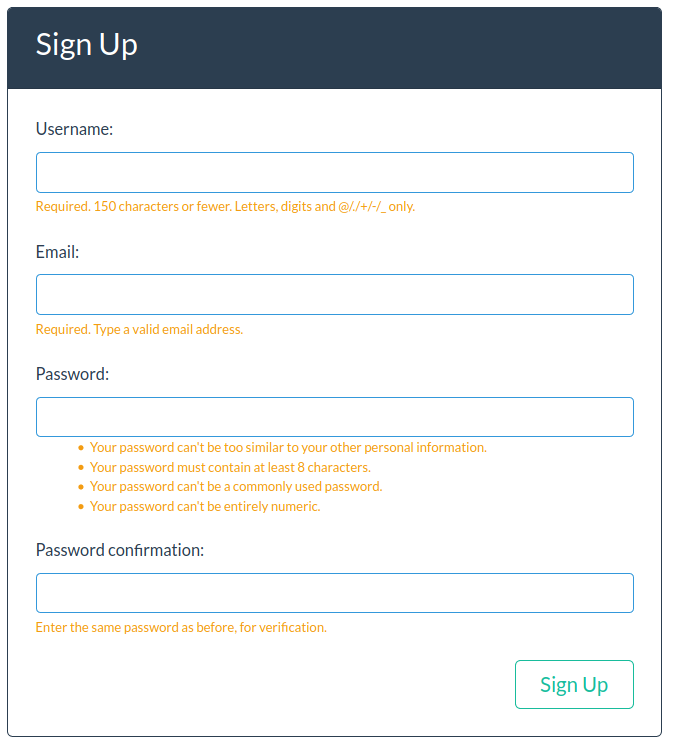 Sign Up
Username:
Required. 150 characters or fewer. Letters, digits and @/./+/-/_ only.
Email:
Required. Type a valid email address.
Password:
• Your password can't be too similar to your other personal information.
• Your password must contain at least 8 characters.
• Your password can't be a commonly used password.
• Your password can't be entirely numeric.
Password confirmation:
Enter the same password as before, for verification.
Sign Up